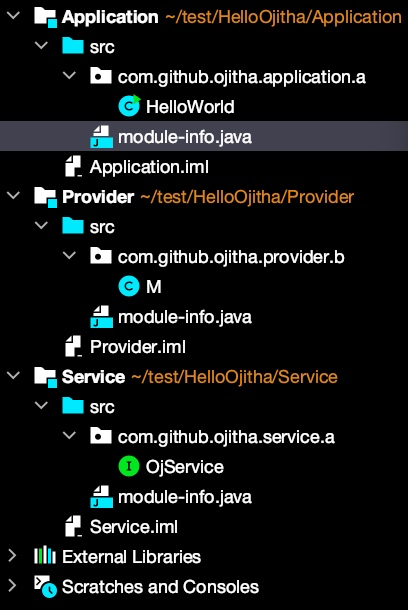 Application ~/test/HelloOjitha/Application
src
com.github.ojitha.application.a
C HelloWorld
J module-info.java
Application.iml
Provider ~/test/HelloOjitha/Provider
src
com.github.ojitha.provider.b
C M
J module-info.java
Provider.iml
Service ~/test/HelloOjitha/Service
src
com.github.ojitha.service.a
I OjService
J module-info.java
Service.iml
External Libraries
Scratches and Consoles